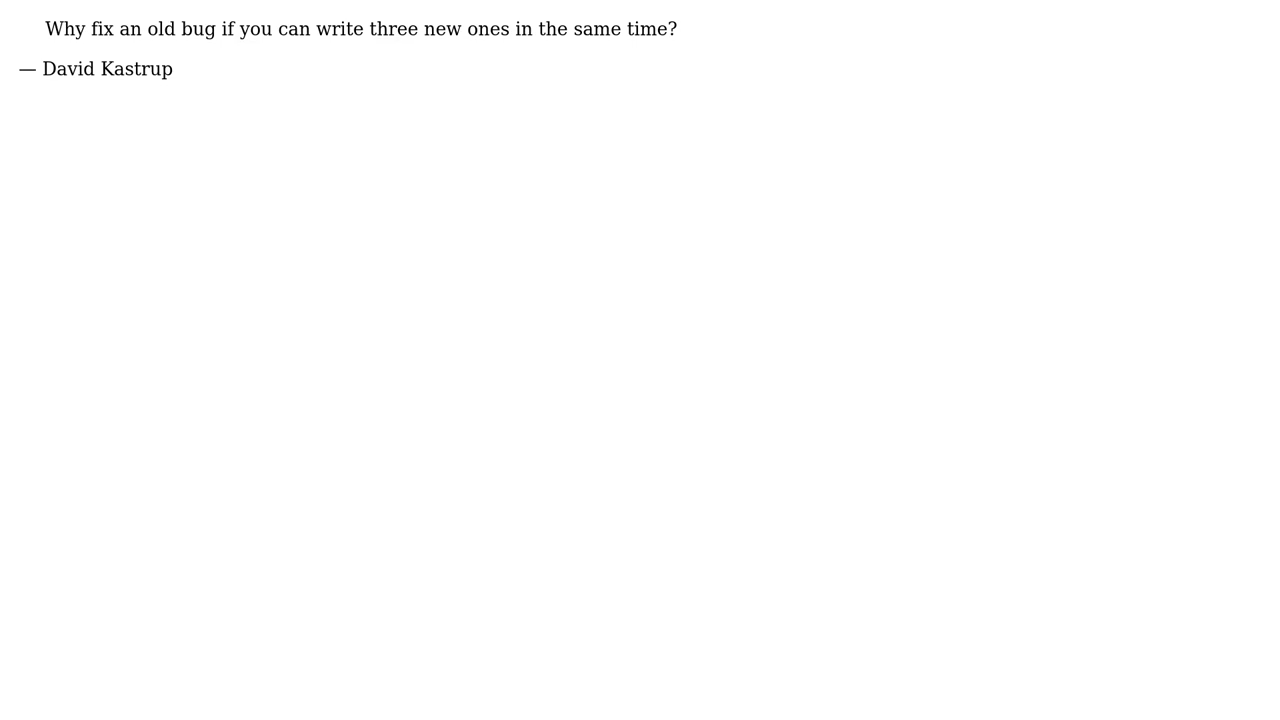 Why fix an old bug if you can write three new ones in the same time?
— David Kastrup